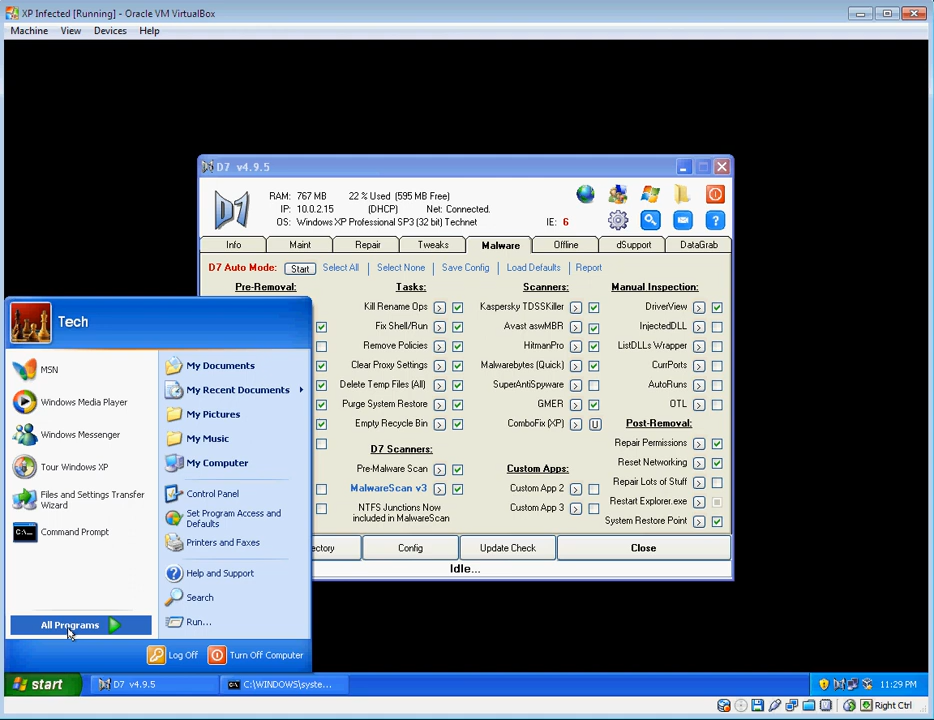 XP Infected [Running] - Oracle VM VirtualBox
Machine View Devices Help
D7 v4.9.5
D7
RAM: 767 MB 22 % Used (595 MB Free)
IP: 10.0.2.15 (DHCP) Net: Connected.
OS: Windows XP Professional SP3 (32 bit) Technet IE: 6
Info Maint Repair Tweaks Malware Offline dSupport DataGrab
D7 Auto Mode: Start Select All | Select None | Save Config | Load Defaults | Report
Pre-Removal: Tasks: Scanners: Manual Inspection:
Kill Rename Ops > Kaspersky TDSSKiller > DriverView >
Fix Shell/Run > Avast aswMBR > InjectedDLL >
Remove Policies > HitmanPro > ListDLLs Wrapper >
Clear Proxy Settings > Malwarebytes (Quick) > CurrPorts >
Delete Temp Files (All) > SuperAntiSpyware > AutoRuns >
Purge System Restore > GMER > OTL >
Empty Recycle Bin > ComboFix (XP) > U Post-Removal:
Repair Permissions >
D7 Scanners:
Reset Networking >
Pre-Malware Scan > Custom Apps: Repair Lots of Stuff >
MalwareScan v3 > Custom App 2 > Restart Explorer.exe >
NTFS Junctions Now
included in MalwareScan
Custom App 3 > System Restore Point >
ectory Config Update Check Close
Idle...
Tech
MSN
Windows Media Player
Windows Messenger
Tour Windows XP
Files and Settings Transfer
Wizard
C:\_
Command Prompt
All Programs
My Documents
My Recent Documents
My Pictures
My Music
My Computer
Control Panel
Set Program Access and
Defaults
Printers and Faxes
Help and Support
Search
Run...
Log Off Turn Off Computer
start D7 v4.9.5 C:\WINDOWS\syste... 11:29 PM
Right Ctrl